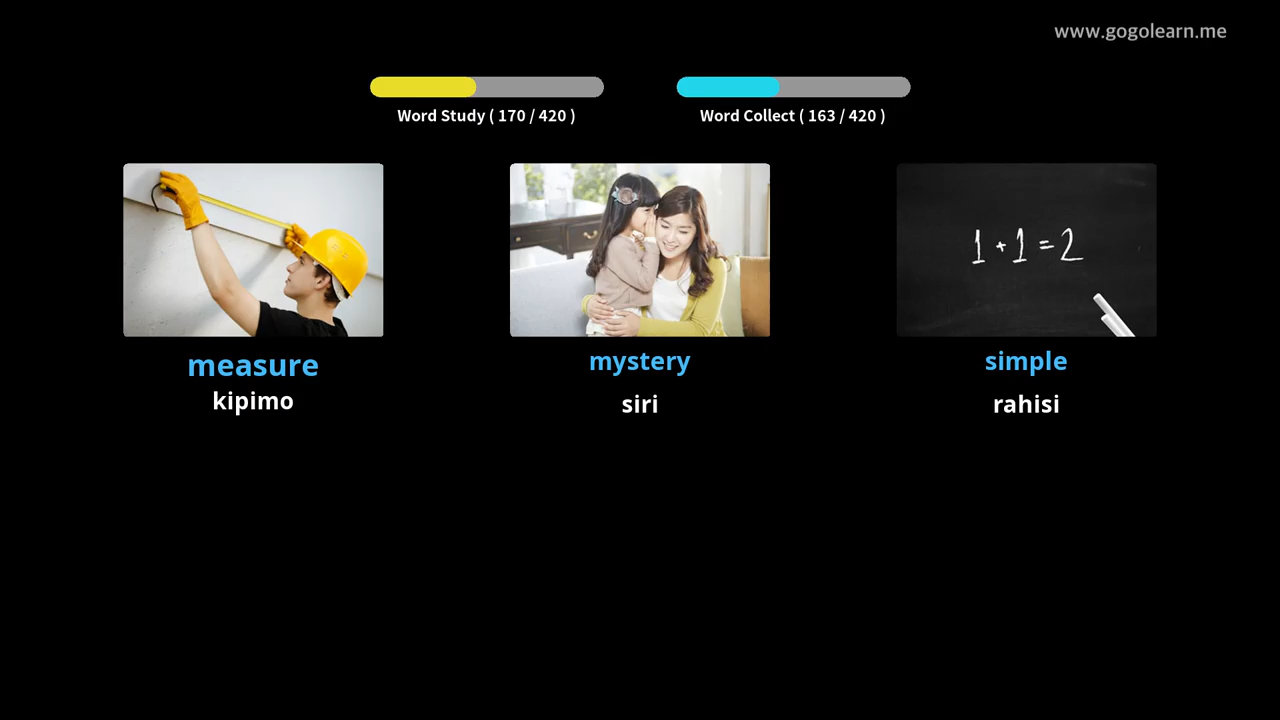 www.gogolearn.me
Word Study ( 170 / 420 )
Word Collect ( 163 / 420 )
1 + 1 = 2
measure
kipimo
mystery
siri
simple
rahisi